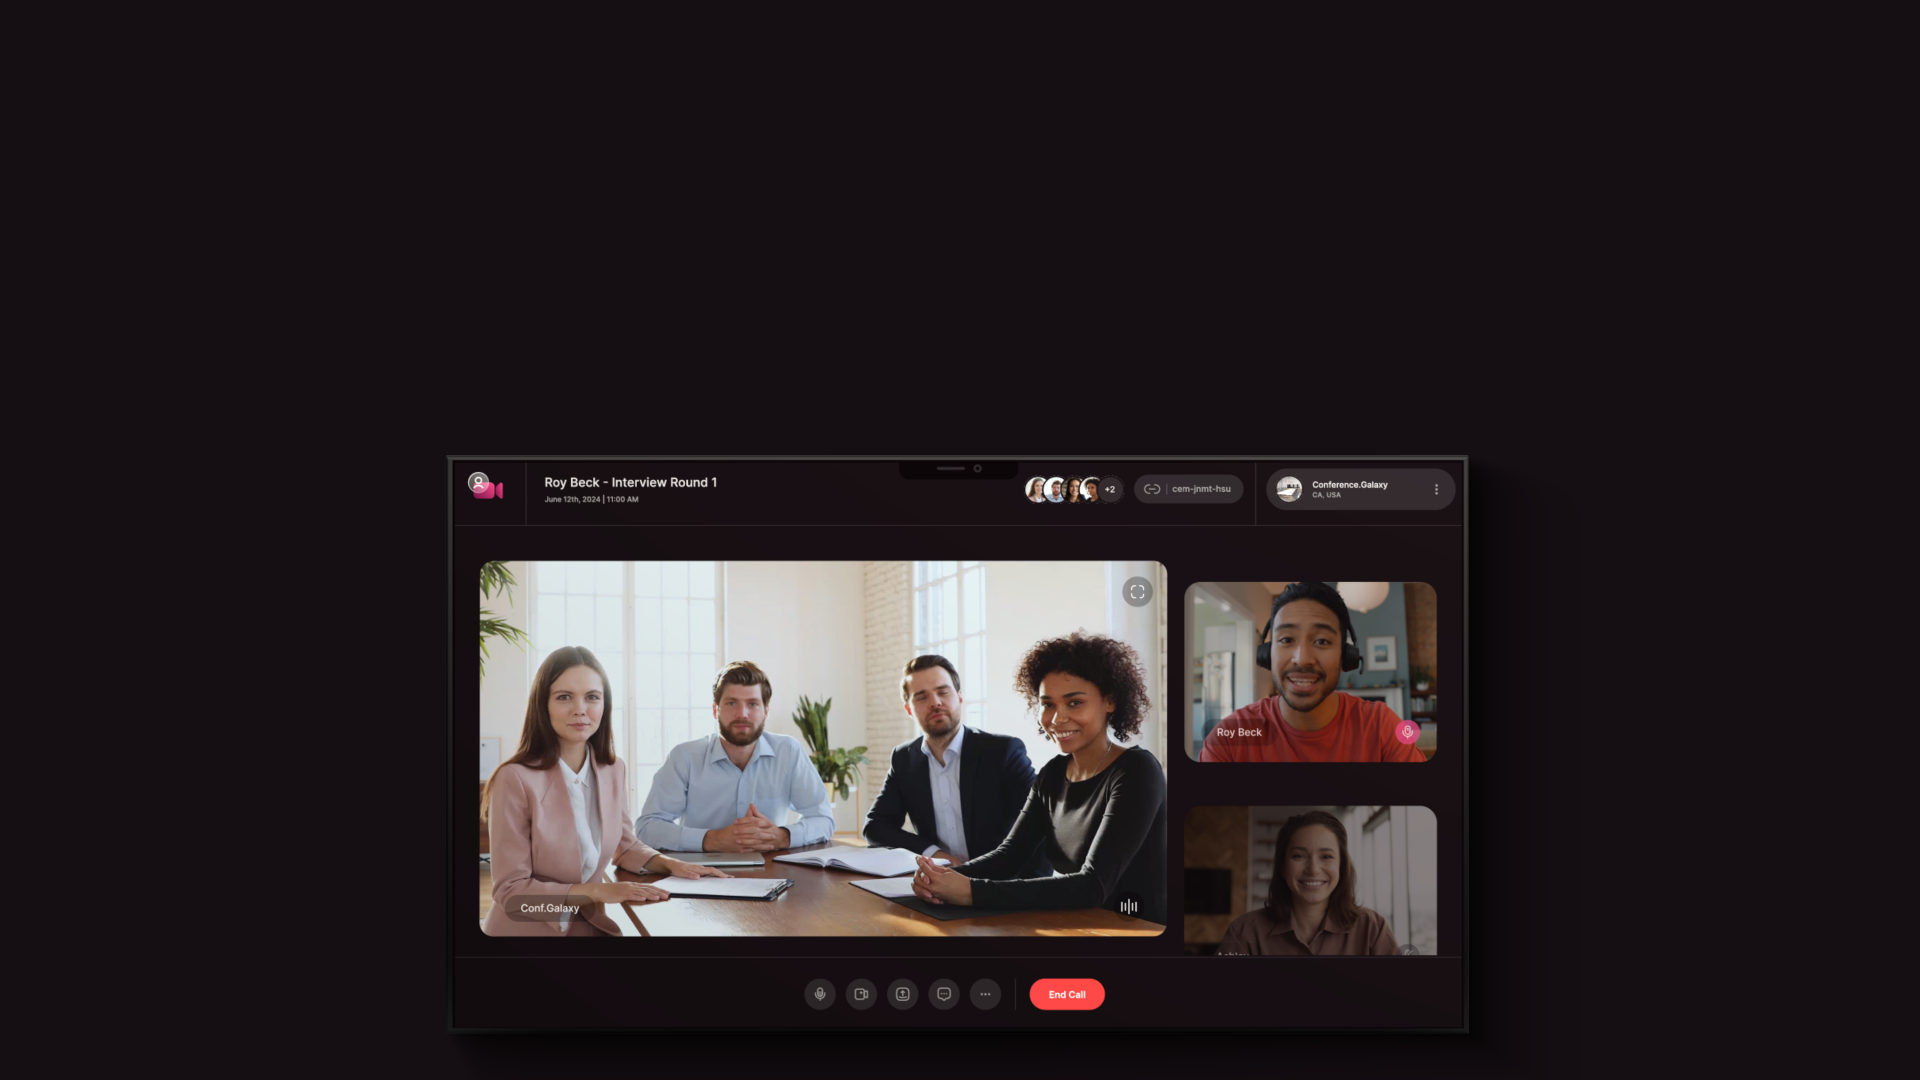 Roy Beck - Interview Round 1
June 12th, 2024 | 11:00 AM
+2
cem-jnmt-hsu
Conference.Galaxy
CA, USA
Roy Beck
Conf.Galaxy
End Call